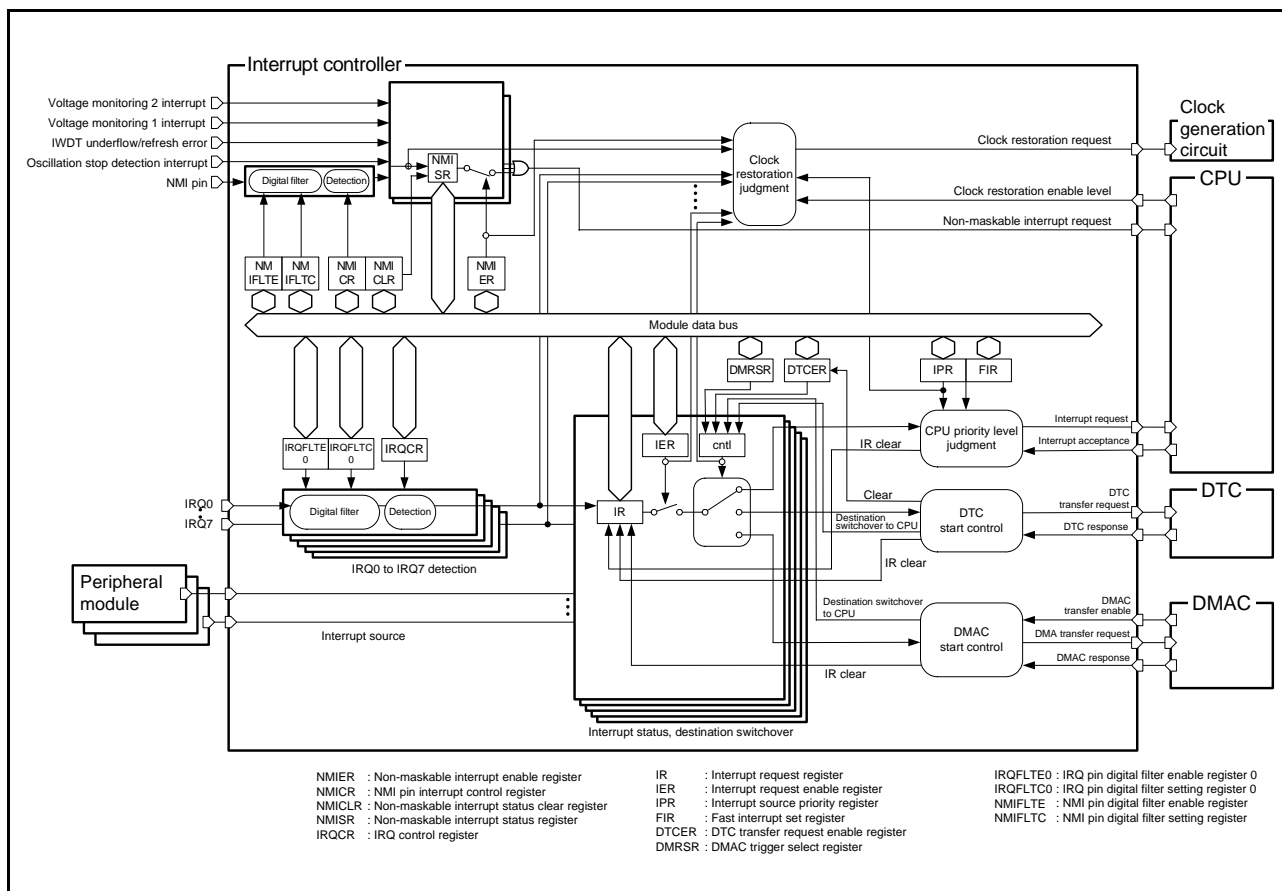 Interrupt controller
Voltage monitoring 2 interrupt
Voltage monitoring 1 interrupt
IWDT underflow/refresh error
Oscillation stop detection interrupt
NMI pin
Digital filter
Detection
NMI
SR
Clock
restoration
judgment
Clock restoration request
Clock restoration enable level
Non-maskable interrupt request
Clock
generation
circuit
CPU
NM
IFLTE
NM
IFLTC
NMI
CR
NMI
CLR
NMI
ER
Module data bus
DMRSR
DTCER
IPR
FIR
IRQFLTE
0
IRQFLTC
0
IRQCR
IER
cntl
CPU priority level
judgment
Interrupt request
Interrupt acceptance
IR clear
IRQ0
IRQ7
Digital filter
Detection
IR
Clear
Destination
switchover to CPU
DTC
start control
DTC
transfer request
DTC response
DTC
IRQ0 to IRQ7 detection
IR clear
Peripheral
module
Interrupt source
Destination switchover
to CPU
DMAC
start control
DMAC
transfer enable
DMA transfer request
DMAC response
DMAC
IR clear
Interrupt status, destination switchover
NMIER : Non-maskable interrupt enable register
NMICR : NMI pin interrupt control register
NMICLR : Non-maskable interrupt status clear register
NMISR : Non-maskable interrupt status register
IRQCR : IRQ control register
IR : Interrupt request register
IER : Interrupt request enable register
IPR : Interrupt source priority register
FIR : Fast interrupt set register
DTCER : DTC transfer request enable register
DMRSR : DMAC trigger select register
IRQFLTE0 : IRQ pin digital filter enable register 0
IRQFLTC0 : IRQ pin digital filter setting register 0
NMIFLTE : NMI pin digital filter enable register
NMIFLTC : NMI pin digital filter setting register